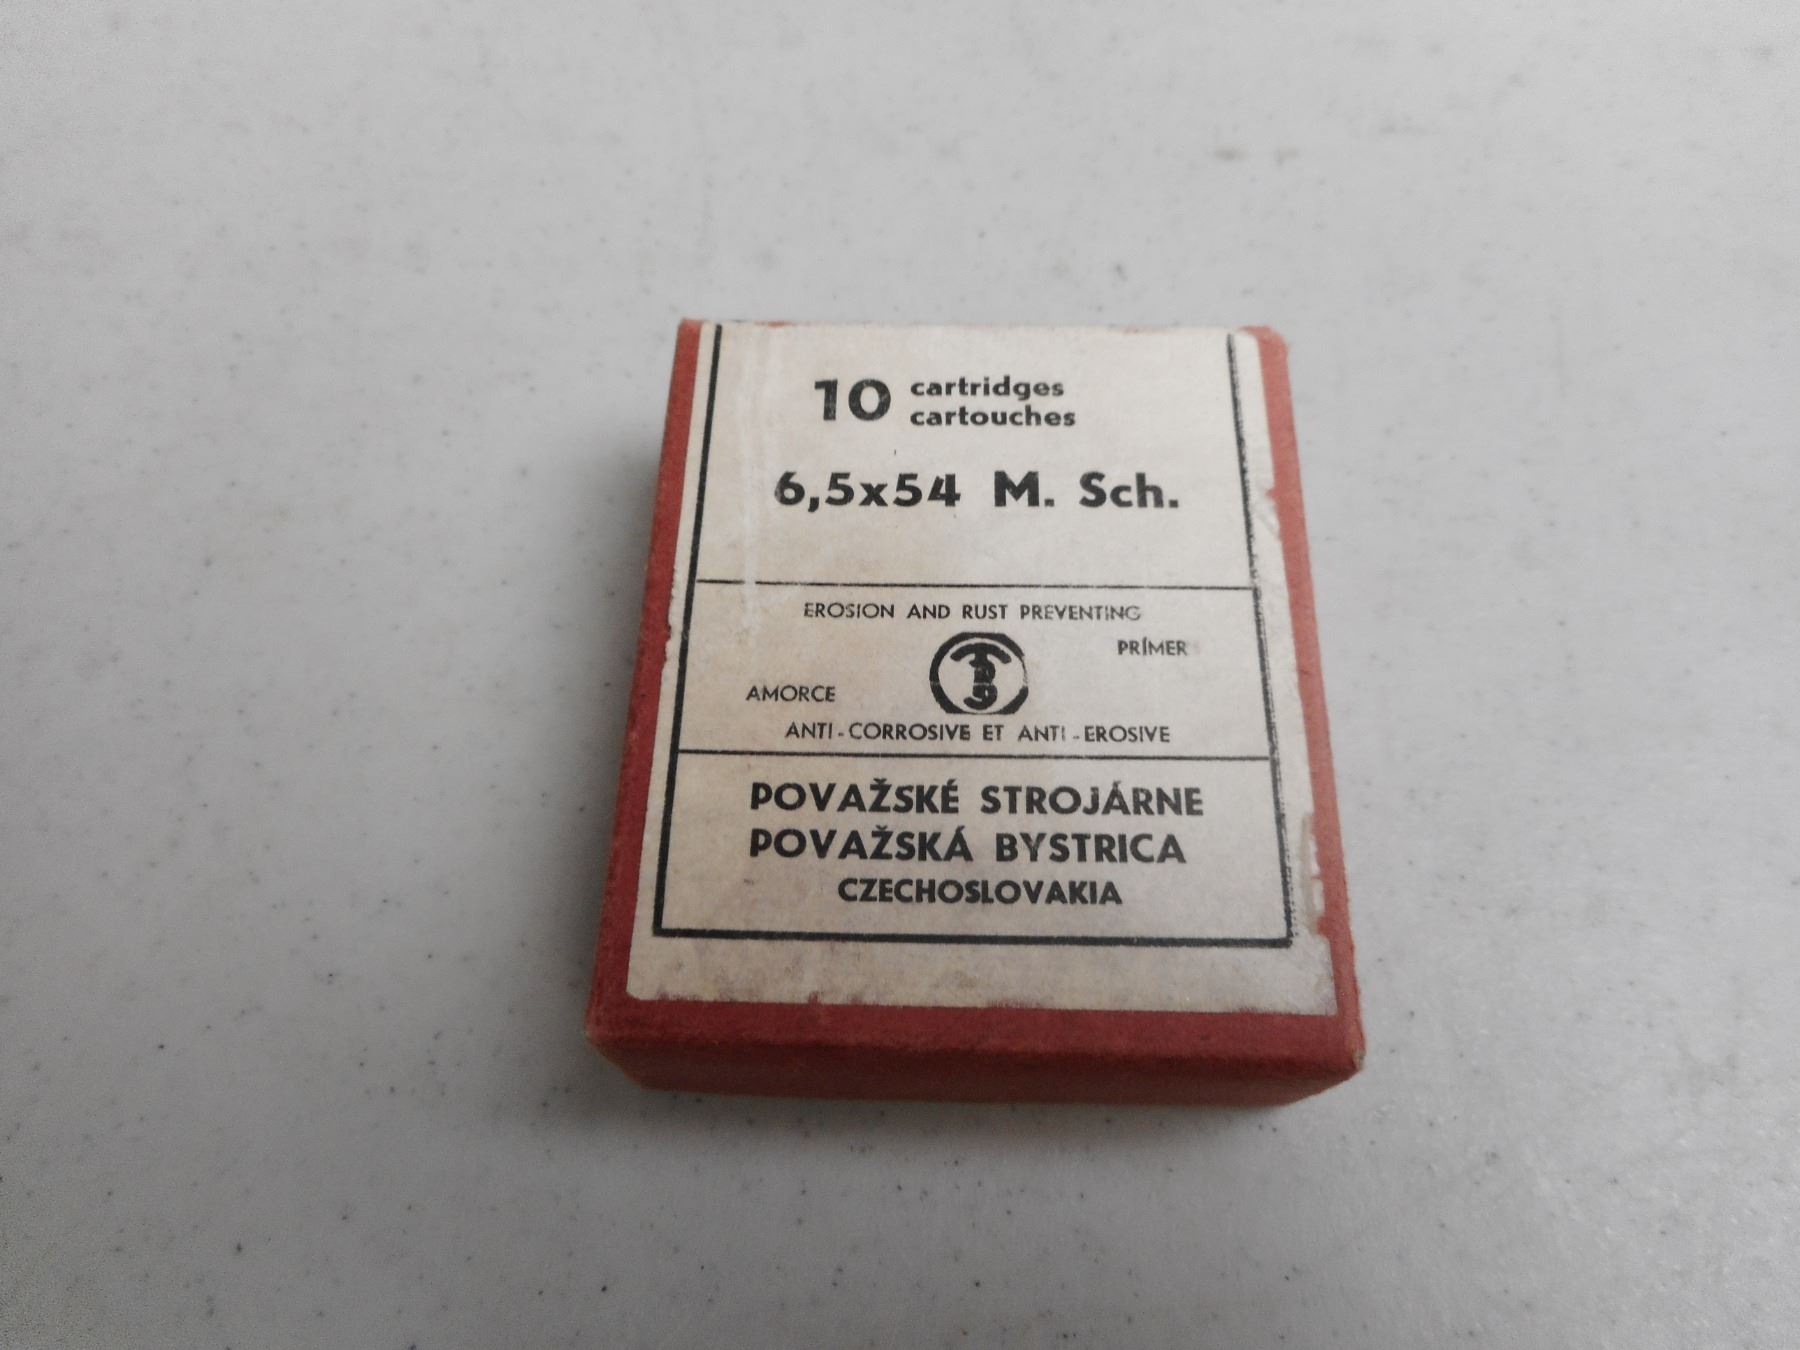 10 cartridges
cartouches
6,5x54 M. Sch.
EROSION AND RUST PREVENTING
PRÍMER
AMORCE
ANTI-CORROSIVE ET ANTI-EROSIVE
POVAŽSKÉ STROJÁRNE
POVAŽSKÁ BYSTRICA
CZECHOSLOVAKIA